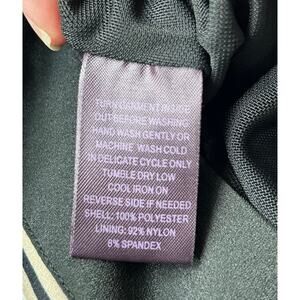 TURN GARMENT INSIDE
OUT BEFORE WASHING
HAND WASH GENTLY OR
MACHINE WASH COLD
IN DELICATE CYCLE ONLY
TUMBLE DRY LOW
COOL IRON ON
REVERSE SIDE IF NEEDED
SHELL: 100% POLYESTER
LINING: 92% NYLON
8% SPANDEX